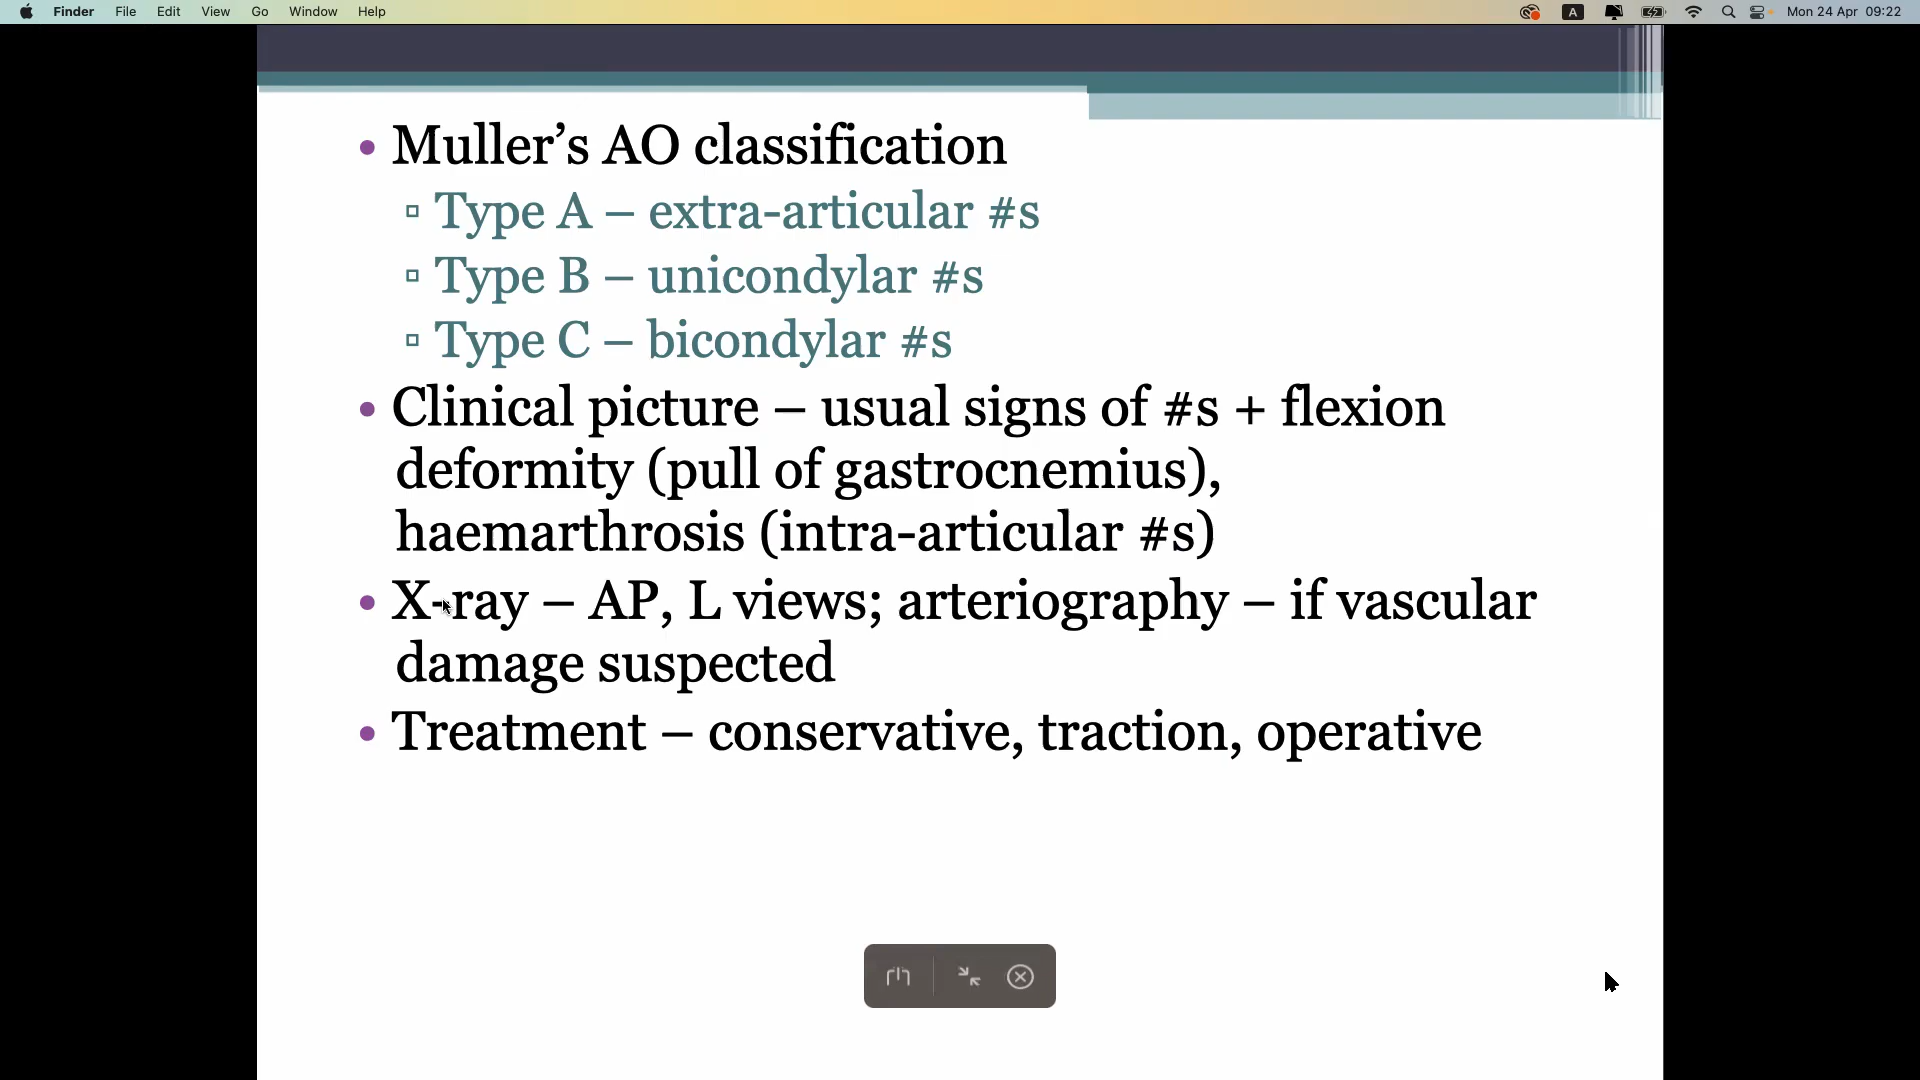 Finder File Edit View Go Window Help A Mon 24 Apr 09:22
• Muller’s AO classification
▫ Type A – extra-articular #s
▫ Type B – unicondylar #s
▫ Type C – bicondylar #s
• Clinical picture – usual signs of #s + flexion
deformity (pull of gastrocnemius),
haemarthrosis (intra-articular #s)
• X-ray – AP, L views; arteriography – if vascular
damage suspected
• Treatment – conservative, traction, operative